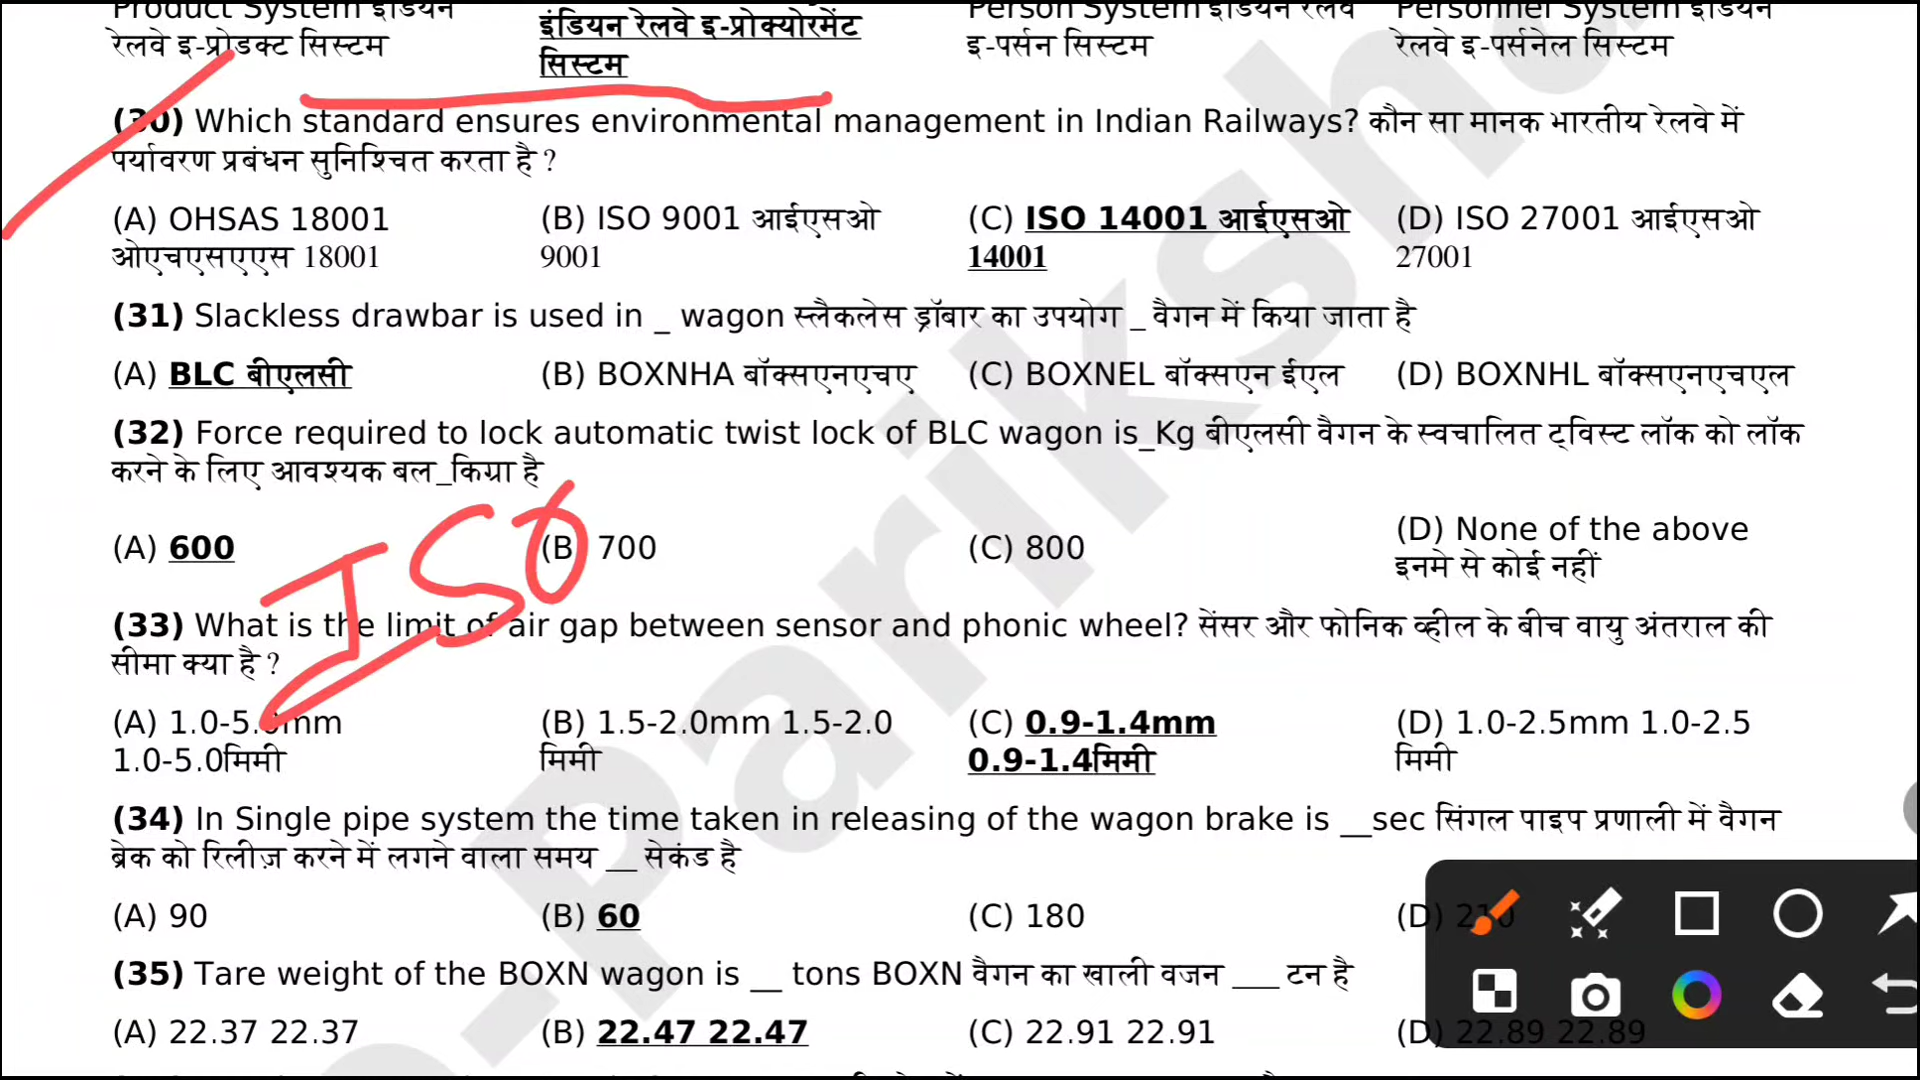 Product System इंडियन Person System इंडियन रेलवे Personnel System इंडियन
रेलवे इ-प्रोडक्ट सिस्टम इंडियन रेलवे इ-प्रोक्योरमेंट सिस्टम इ-पर्सन सिस्टम रेलवे इ-पर्सनेल सिस्टम
(30) Which standard ensures environmental management in Indian Railways? कौन सा मानक भारतीय रेलवे में
पर्यावरण प्रबंधन सुनिश्चित करता है ?
(A) OHSAS 18001 (B) ISO 9001 आईएसओ (C) ISO 14001 आईएसओ (D) ISO 27001 आईएसओ
ओएचएसएएस 18001 9001 14001 27001
(31) Slackless drawbar is used in _ wagon स्लैकलेस ड्रॉबार का उपयोग _ वैगन में किया जाता है
(A) BLC बीएलसी (B) BOXNHA बॉक्सएनएचए (C) BOXNEL बॉक्सएन ईएल (D) BOXNHL बॉक्सएनएचएल
(32) Force required to lock automatic twist lock of BLC wagon is_Kg बीएलसी वैगन के स्वचालित ट्विस्ट लॉक को लॉक
करने के लिए आवश्यक बल_किग्रा है
(A) 600 (B) 700 (C) 800 (D) None of the above
इनमे से कोई नहीं
ISO
(33) What is the limit of air gap between sensor and phonic wheel? सेंसर और फोनिक व्हील के बीच वायु अंतराल की
सीमा क्या है ?
(A) 1.0-5.0mm (B) 1.5-2.0mm 1.5-2.0 (C) 0.9-1.4mm (D) 1.0-2.5mm 1.0-2.5
1.0-5.0मिमी मिमी 0.9-1.4मिमी मिमी
(34) In Single pipe system the time taken in releasing of the wagon brake is __sec सिंगल पाइप प्रणाली में वैगन
ब्रेक को रिलीज़ करने में लगने वाला समय __ सेकंड है
(A) 90 (B) 60 (C) 180 (D) 210
(35) Tare weight of the BOXN wagon is __ tons BOXN वैगन का खाली वजन ___ टन है
(A) 22.37 22.37 (B) 22.47 22.47 (C) 22.91 22.91 (D) 22.89 22.89